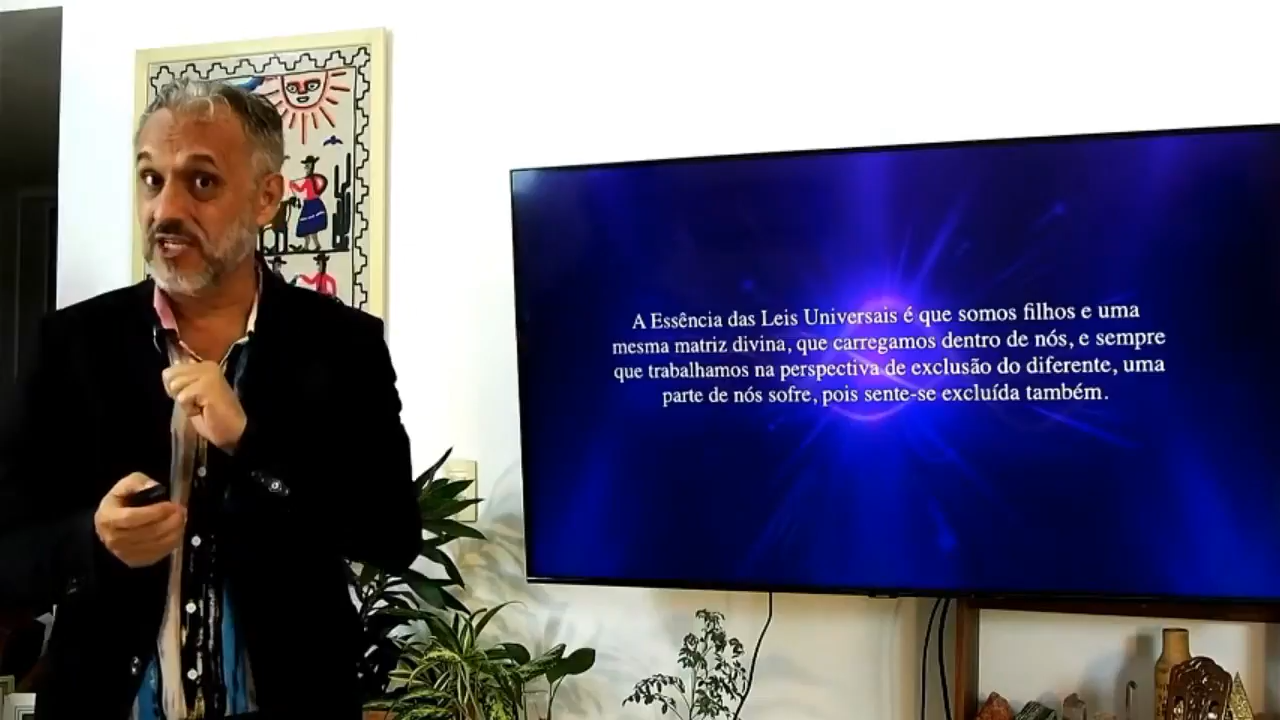 A Essência das Leis Universais é que somos filhos e uma
mesma matriz divina, que carregamos dentro de nós, e sempre
que trabalhamos na perspectiva de exclusão do diferente, uma
parte de nós sofre, pois sente-se excluída também.